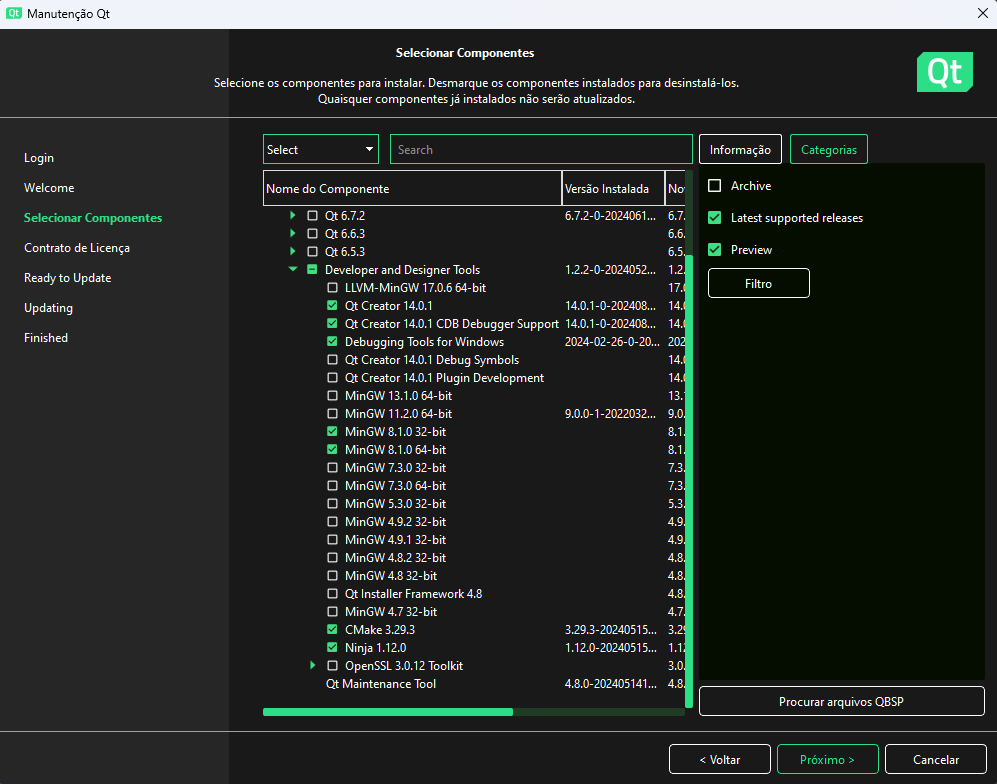 Qt Manutenção Qt
Selecionar Componentes
Selecione os componentes para instalar. Desmarque os componentes instalados para desinstalá-los.
Quaisquer componentes já instalados não serão atualizados.
Qt
Login
Welcome
Selecionar Componentes
Contrato de Licença
Ready to Update
Updating
Finished
Select
Search
Informação
Categorias
Nome do Componente Versão Instalada No
Qt 6.7.2 6.7.2-0-2024061... 6.7.
Qt 6.6.3 6.6.
Qt 6.5.3 6.5.
Developer and Designer Tools 1.2.2-0-2024052... 1.2.
LLVM-MinGW 17.0.6 64-bit 17.0
Qt Creator 14.0.1 14.0.1-0-202408... 14.0
Qt Creator 14.0.1 CDB Debugger Support 14.0.1-0-202408... 14.0
Debugging Tools for Windows 2024-02-26-0-20... 202
Qt Creator 14.0.1 Debug Symbols 14.0
Qt Creator 14.0.1 Plugin Development 14.0
MinGW 13.1.0 64-bit 13.
MinGW 11.2.0 64-bit 9.0.0-1-2022032... 9.0.
MinGW 8.1.0 32-bit 8.1.
MinGW 8.1.0 64-bit 8.1.
MinGW 7.3.0 32-bit 7.3.
MinGW 7.3.0 64-bit 7.3.
MinGW 5.3.0 32-bit 5.3.
MinGW 4.9.2 32-bit 4.9.
MinGW 4.9.1 32-bit 4.9.
MinGW 4.8.2 32-bit 4.8.
MinGW 4.8 32-bit 4.8.
Qt Installer Framework 4.8 4.8.
MinGW 4.7 32-bit 4.7.
CMake 3.29.3 3.29.3-20240515... 3.29
Ninja 1.12.0 1.12.0-20240515... 1.12
OpenSSL 3.0.12 Toolkit 3.0.
Qt Maintenance Tool 4.8.0-202405141... 4.8.
Archive
Latest supported releases
Preview
Filtro
Procurar arquivos QBSP
< Voltar
Próximo >
Cancelar